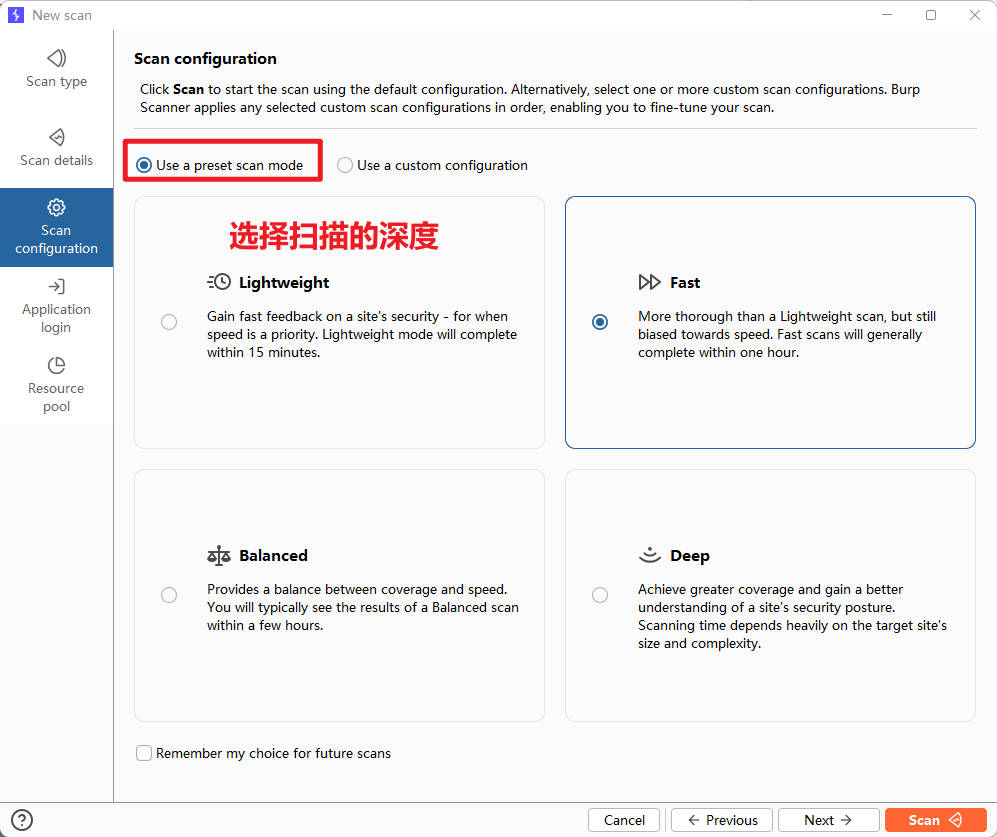 New scan
Scan type
Scan details
Scan
configuration
Application
login
Resource
pool
Scan configuration
Click Scan to start the scan using the default configuration. Alternatively, select one or more custom scan configurations. Burp
Scanner applies any selected custom scan configurations in order, enabling you to fine-tune your scan.
Use a preset scan mode
Use a custom configuration
选择扫描的深度
Lightweight
Gain fast feedback on a site's security - for when
speed is a priority. Lightweight mode will complete
within 15 minutes.
Fast
More thorough than a Lightweight scan, but still
biased towards speed. Fast scans will generally
complete within one hour.
Balanced
Provides a balance between coverage and speed.
You will typically see the results of a Balanced scan
within a few hours.
Deep
Achieve greater coverage and gain a better
understanding of a site's security posture.
Scanning time depends heavily on the target site's
size and complexity.
Remember my choice for future scans
Cancel
Previous
Next
Scan